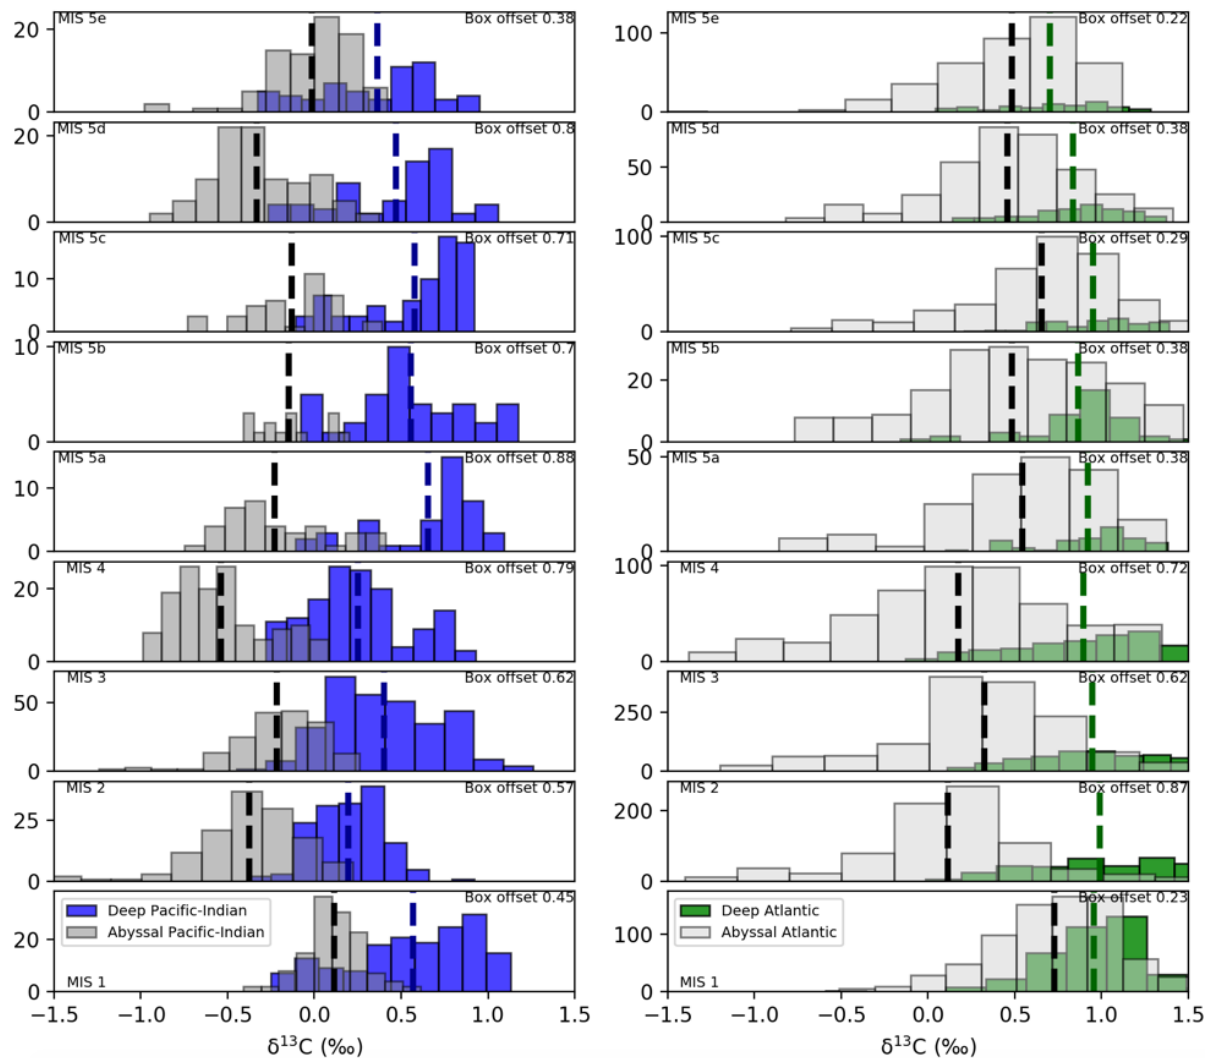 MIS 5e
Box offset 0.38
20
0
MIS 5d
Box offset 0.8
20
0
MIS 5c
Box offset 0.71
10
0
MIS 5b
Box offset 0.7
10
5
0
MIS 5a
Box offset 0.88
10
0
MIS 4
Box offset 0.79
20
0
MIS 3
Box offset 0.62
50
0
MIS 2
Box offset 0.57
25
0
Box offset 0.45
Deep Pacific-Indian
Abyssal Pacific-Indian
20
MIS 1
0
−1.5 −1.0 −0.5 0.0 0.5 1.0 1.5
δ13C (‰)
MIS 5e
Box offset 0.22
100
0
MIS 5d
Box offset 0.38
50
0
MIS 5c
Box offset 0.29
100
50
0
MIS 5b
Box offset 0.38
20
0
MIS 5a
Box offset 0.38
50
0
MIS 4
Box offset 0.72
100
50
0
MIS 3
Box offset 0.62
250
0
MIS 2
Box offset 0.87
200
0
Box offset 0.23
Deep Atlantic
Abyssal Atlantic
100
MIS 1
0
−1.5 −1.0 −0.5 0.0 0.5 1.0 1.5
δ13C (‰)